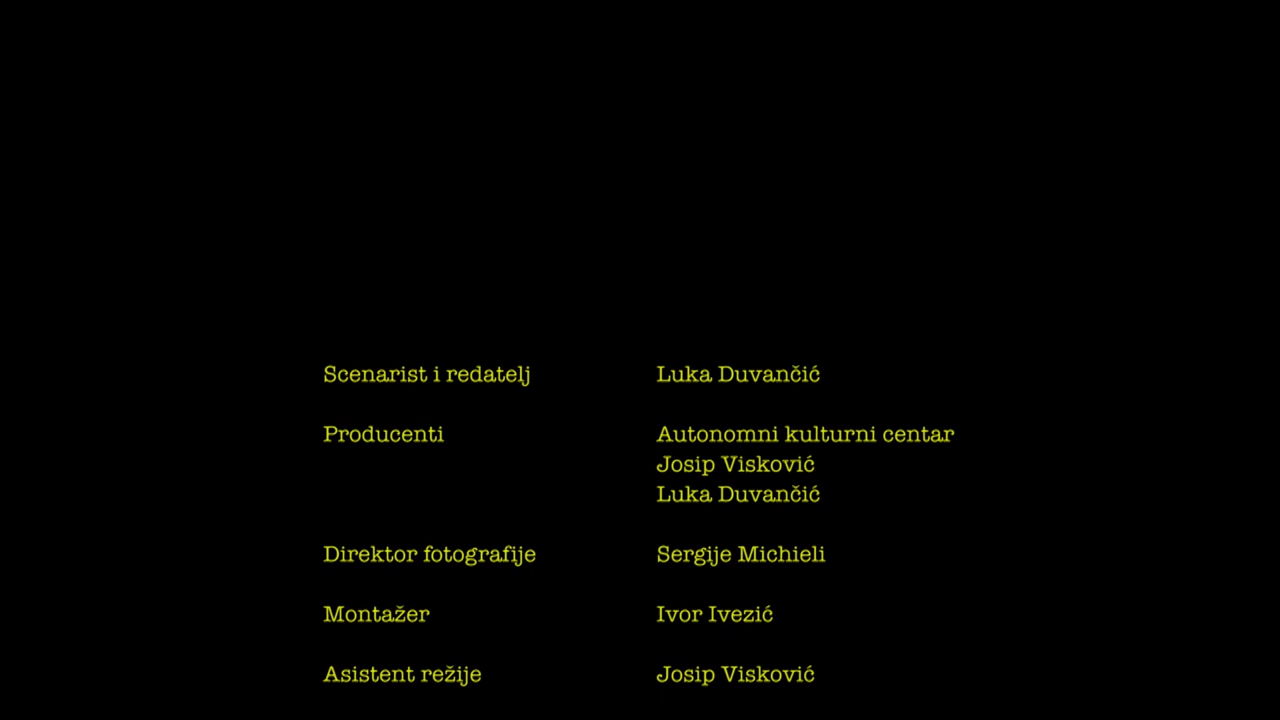 Scenarist i redatelj Luka Duvančić
Producenti Autonomni kulturni centar
Josip Visković
Luka Duvančić
Direktor fotografije Sergije Michieli
Montažer Ivor Ivezić
Asistent režije Josip Visković